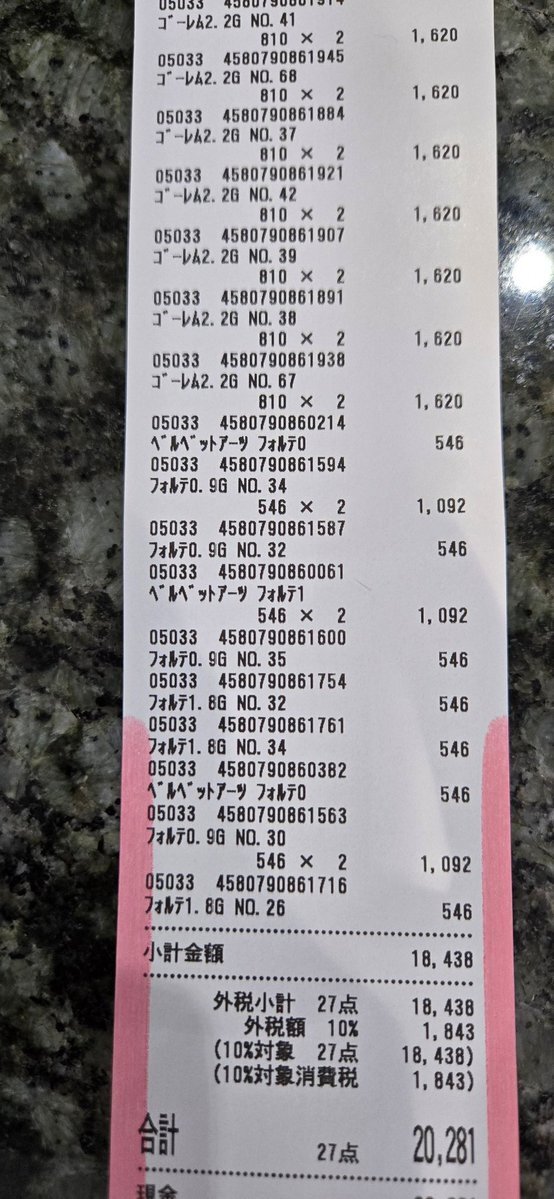 05033 4580790861914
ｺﾞｰﾚﾑ2.2G NO.41
810 × 2 1,620
05033 4580790861945
ｺﾞｰﾚﾑ2.2G NO.68
810 × 2 1,620
05033 4580790861884
ｺﾞｰﾚﾑ2.2G NO.37
810 × 2 1,620
05033 4580790861921
ｺﾞｰﾚﾑ2.2G NO.42
810 × 2 1,620
05033 4580790861907
ｺﾞｰﾚﾑ2.2G NO.39
810 × 2 1,620
05033 4580790861891
ｺﾞｰﾚﾑ2.2G NO.38
810 × 2 1,620
05033 4580790861938
ｺﾞｰﾚﾑ2.2G NO.67
810 × 2 1,620
05033 4580790860214
ﾍﾞﾙﾍﾞｯﾄｱｰﾂ ﾌｫﾙﾃ0 546
05033 4580790861594
ﾌｫﾙﾃ0.9G NO.34
546 × 2 1,092
05033 4580790861587
ﾌｫﾙﾃ0.9G NO.32 546
05033 4580790860061
ﾍﾞﾙﾍﾞｯﾄｱｰﾂ ﾌｫﾙﾃ1
546 × 2 1,092
05033 4580790861600
ﾌｫﾙﾃ0.9G NO.35 546
05033 4580790861754
ﾌｫﾙﾃ1.8G NO.32 546
05033 4580790861761
ﾌｫﾙﾃ1.8G NO.34 546
05033 4580790860382
ﾍﾞﾙﾍﾞｯﾄｱｰﾂ ﾌｫﾙﾃ0 546
05033 4580790861563
ﾌｫﾙﾃ0.9G NO.30
546 × 2 1,092
05033 4580790861716
ﾌｫﾙﾃ1.8G NO.26 546
小計金額 18,438
外税小計 27点 18,438
外税額 10% 1,843
(10%対象 27点 18,438)
(10%対象消費税 1,843)
合計 27点 20,281
現金